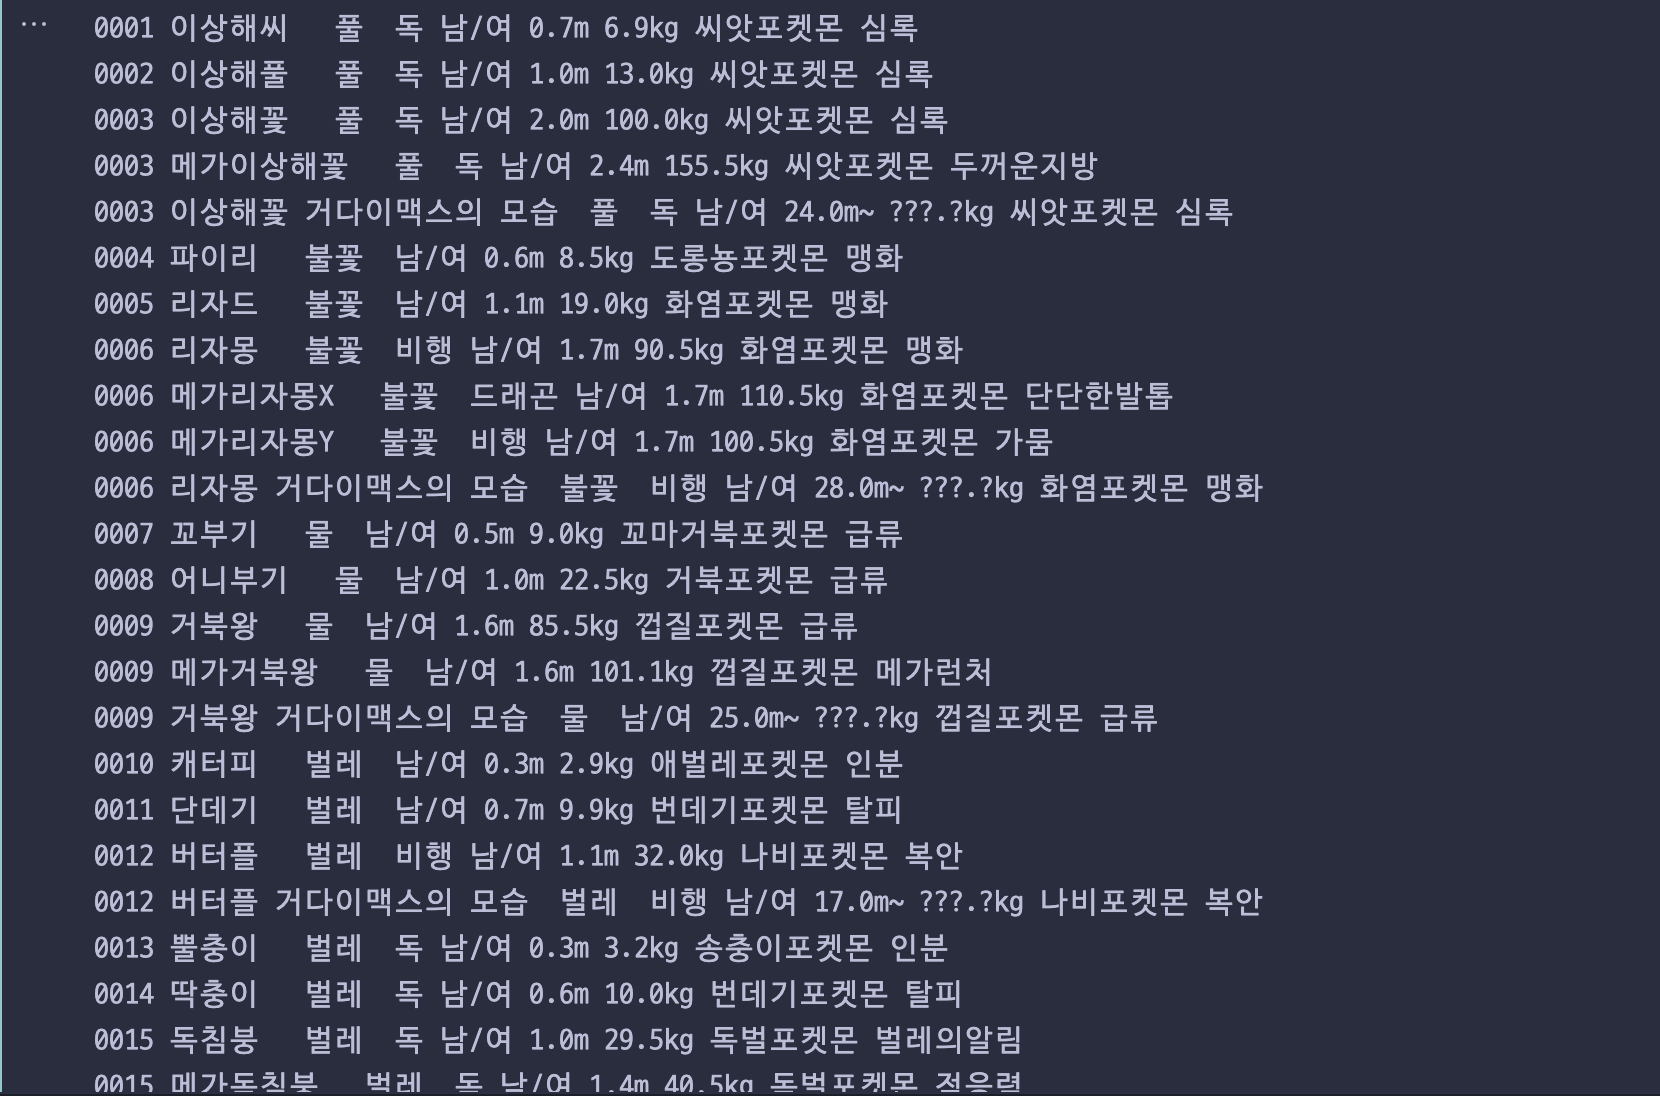 0001 이상해씨   풀  독 남/여 0.7m 6.9kg 씨앗포켓몬 심록
0002 이상해풀   풀  독 남/여 1.0m 13.0kg 씨앗포켓몬 심록
0003 이상해꽃   풀  독 남/여 2.0m 100.0kg 씨앗포켓몬 심록
0003 메가이상해꽃   풀  독 남/여 2.4m 155.5kg 씨앗포켓몬 두꺼운지방
0003 이상해꽃 거다이맥스의 모습  풀  독 남/여 24.0m~ ???.?kg 씨앗포켓몬 심록
0004 파이리   불꽃  남/여 0.6m 8.5kg 도롱뇽포켓몬 맹화
0005 리자드   불꽃  남/여 1.1m 19.0kg 화염포켓몬 맹화
0006 리자몽   불꽃  비행 남/여 1.7m 90.5kg 화염포켓몬 맹화
0006 메가리자몽X   불꽃  드래곤 남/여 1.7m 110.5kg 화염포켓몬 단단한발톱
0006 메가리자몽Y   불꽃  비행 남/여 1.7m 100.5kg 화염포켓몬 가뭄
0006 리자몽 거다이맥스의 모습  불꽃  비행 남/여 28.0m~ ???.?kg 화염포켓몬 맹화
0007 꼬부기   물  남/여 0.5m 9.0kg 꼬마거북포켓몬 급류
0008 어니부기   물  남/여 1.0m 22.5kg 거북포켓몬 급류
0009 거북왕   물  남/여 1.6m 85.5kg 껍질포켓몬 급류
0009 메가거북왕   물  남/여 1.6m 101.1kg 껍질포켓몬 메가런처
0009 거북왕 거다이맥스의 모습  물  남/여 25.0m~ ???.?kg 껍질포켓몬 급류
0010 캐터피   벌레  남/여 0.3m 2.9kg 애벌레포켓몬 인분
0011 단데기   벌레  남/여 0.7m 9.9kg 번데기포켓몬 탈피
0012 버터플   벌레  비행 남/여 1.1m 32.0kg 나비포켓몬 복안
0012 버터플 거다이맥스의 모습  벌레  비행 남/여 17.0m~ ???.?kg 나비포켓몬 복안
0013 뿔충이   벌레  독 남/여 0.3m 3.2kg 송충이포켓몬 인분
0014 딱충이   벌레  독 남/여 0.6m 10.0kg 번데기포켓몬 탈피
0015 독침붕   벌레  독 남/여 1.0m 29.5kg 독벌포켓몬 벌레의알림
0015 메가독침붕   벌레  독 남/여 1.4m 40.5kg 독벌포켓몬 적응력